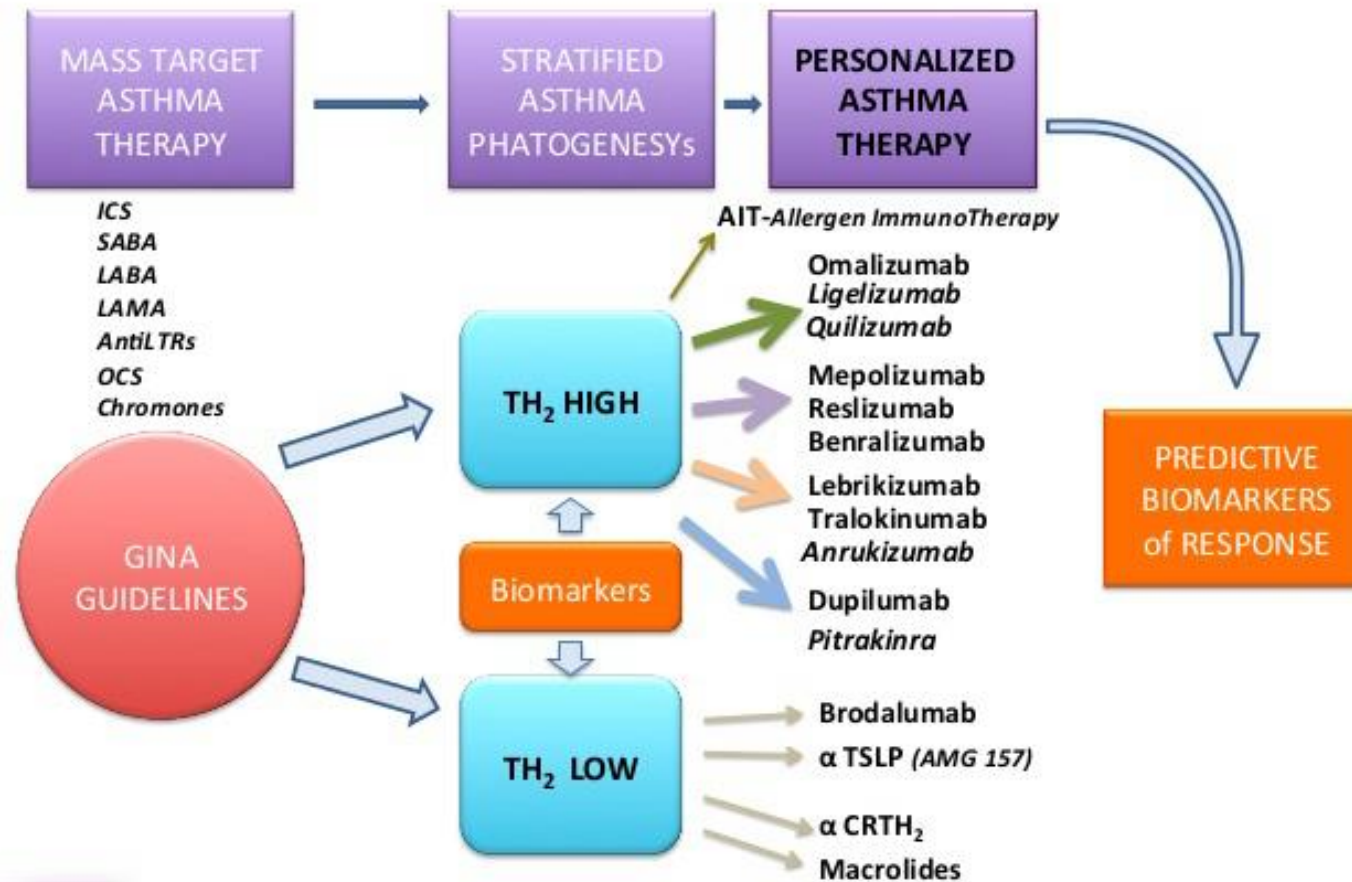 MASS TARGET
ASTHMA
THERAPY
STRATIFIED
ASTHMA
PHATOGENESYs
PERSONALIZED
ASTHMA
THERAPY
ICS
SABA
LABA
LAMA
AntiLTRs
OCS
Chromones
GINA
GUIDELINES
TH₂ HIGH
Biomarkers
TH₂ LOW
AIT-Allergen ImmunoTherapy
Omalizumab
Ligelizumab
Quilizumab
Mepolizumab
Reslizumab
Benralizumab
Lebrikizumab
Tralokinumab
Anrukizumab
Dupilumab
Pitrakinra
Brodalumab
α TSLP (AMG 157)
α CRTH₂
Macrolides
PREDICTIVE
BIOMARKERS
of RESPONSE